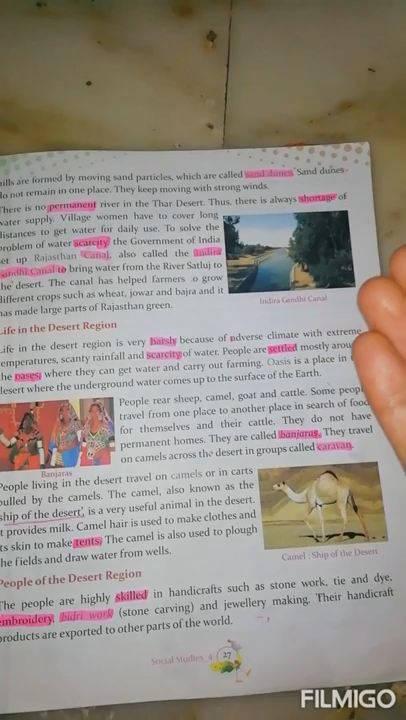 hills are formed by moving sand particles, which are called sand dunes. Sand dunes
do not remain in one place. They keep moving with strong winds.
There is no permanent river in the Thar Desert. Thus, there is always shortage of
water supply. Village women have to cover long
distances to get water for daily use. To solve the
problem of water scarcity the Government of India
set up Rajasthan Canal, also called the Indira
Gandhi Canal to bring water from the River Satluj to
the desert. The canal has helped farmers o grow
different crops such as wheat, jowar and bajra and it
has made large parts of Rajasthan green.
Indira Gandhi Canal
Life in the Desert Region
Life in the desert region is very harsh because of adverse climate with extreme
temperatures, scanty rainfall and scarcity of water. People are settled mostly around
the oases, where they can get water and carry out farming. Oasis is a place in
desert where the underground water comes up to the surface of the Earth.
People rear sheep, camel, goat and cattle. Some people
travel from one place to another place in search of food
for themselves and their cattle. They do not have
permanent homes. They are called banjaras. They travel
on camels across the desert in groups called caravan.
Banjaras
People living in the desert travel on camels or in carts
pulled by the camels. The camel, also known as the
'ship of the desert', is a very useful animal in the desert.
It provides milk. Camel hair is used to make clothes and
its skin to make tents. The camel is also used to plough
the fields and draw water from wells.
Camel : Ship of the Desert
People of the Desert Region
The people are highly skilled in handicrafts such as stone work, tie and dye,
embroidery, bidri work (stone carving) and jewellery making. Their handicraft
products are exported to other parts of the world.
Social Studies_4
27
FILMIGO